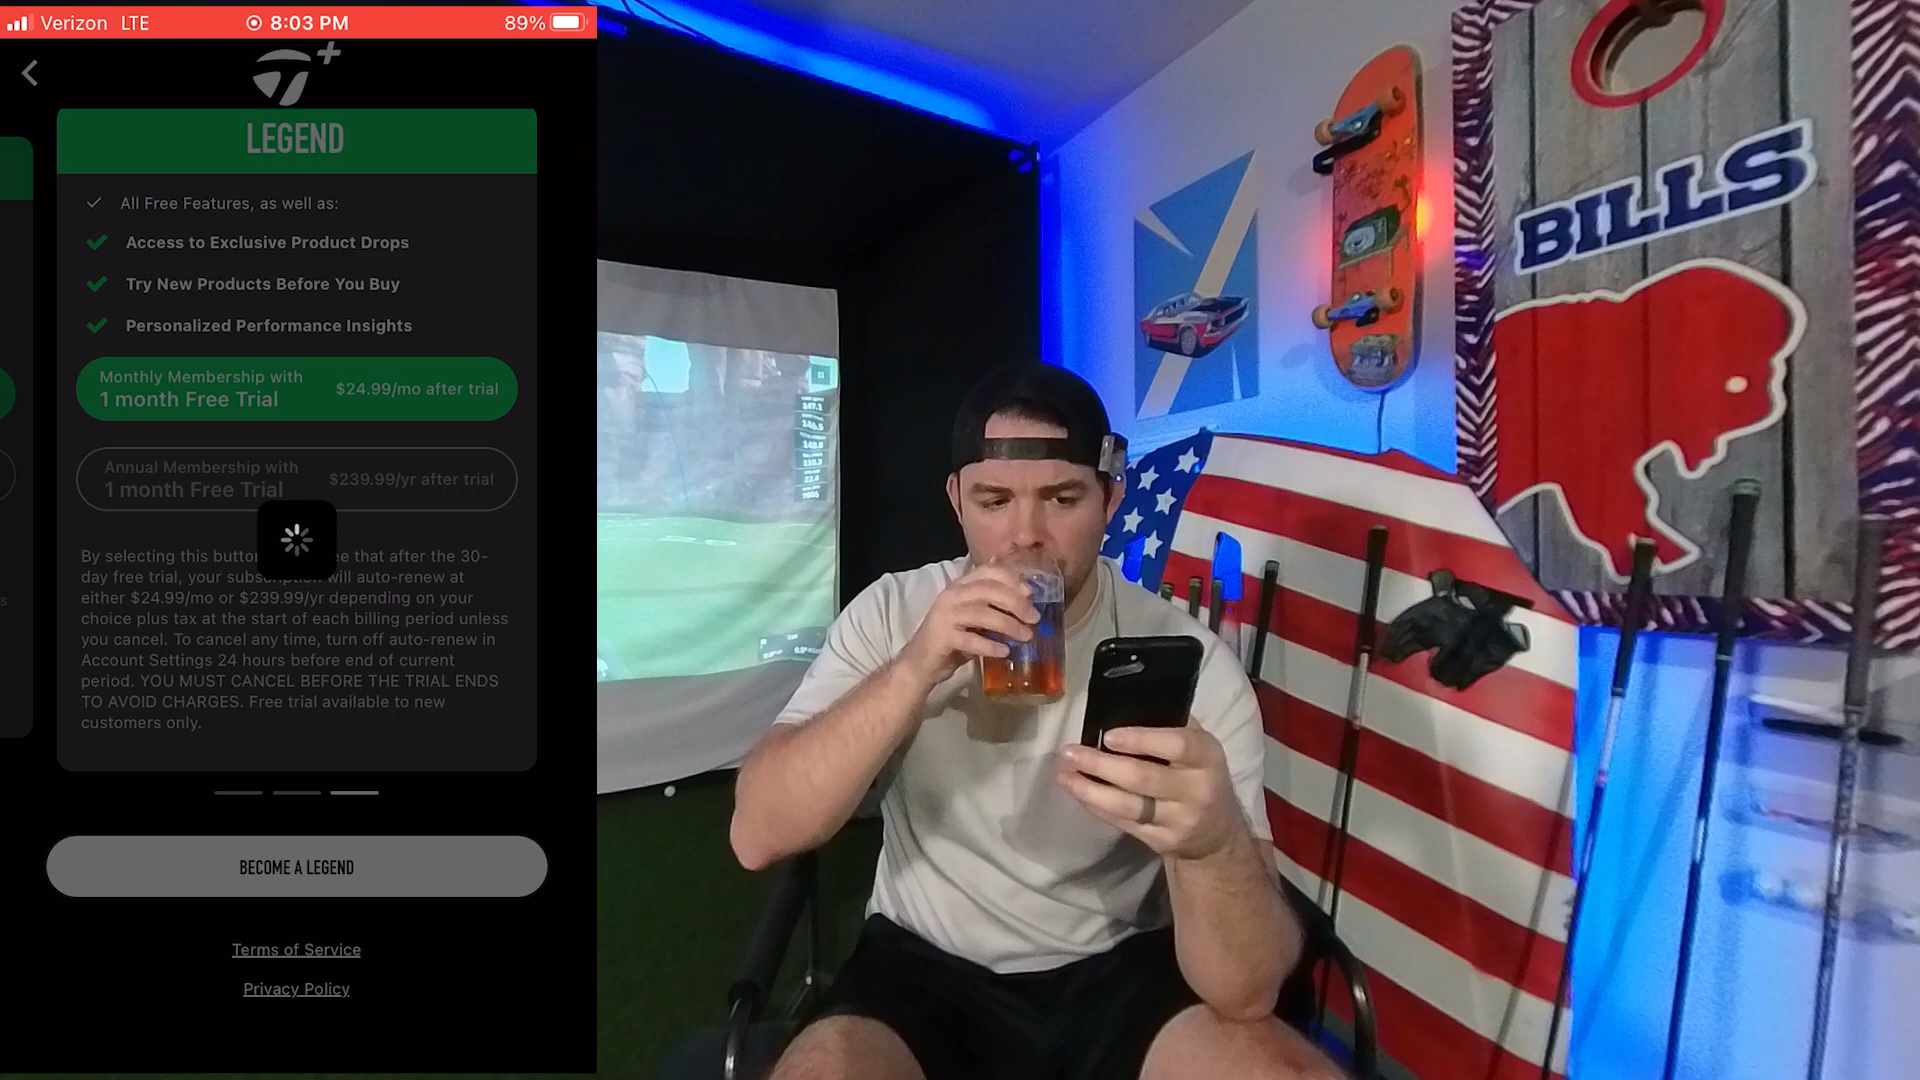 Verizon LTE 8:03 PM 89%
LEGEND
All Free Features, as well as:
Access to Exclusive Product Drops
Try New Products Before You Buy
Personalized Performance Insights
Monthly Membership with
1 month Free Trial
$24.99/mo after trial
Annual Membership with
1 month Free Trial
$239.99/yr after trial
By selecting this button ee that after the 30-
day free trial, your subscription will auto-renew at
either $24.99/mo or $239.99/yr depending on your
choice plus tax at the start of each billing period unless
you cancel. To cancel any time, turn off auto-renew in
Account Settings 24 hours before end of current
period. YOU MUST CANCEL BEFORE THE TRIAL ENDS
TO AVOID CHARGES. Free trial available to new
customers only.
BECOME A LEGEND
Terms of Service
Privacy Policy
BILLS